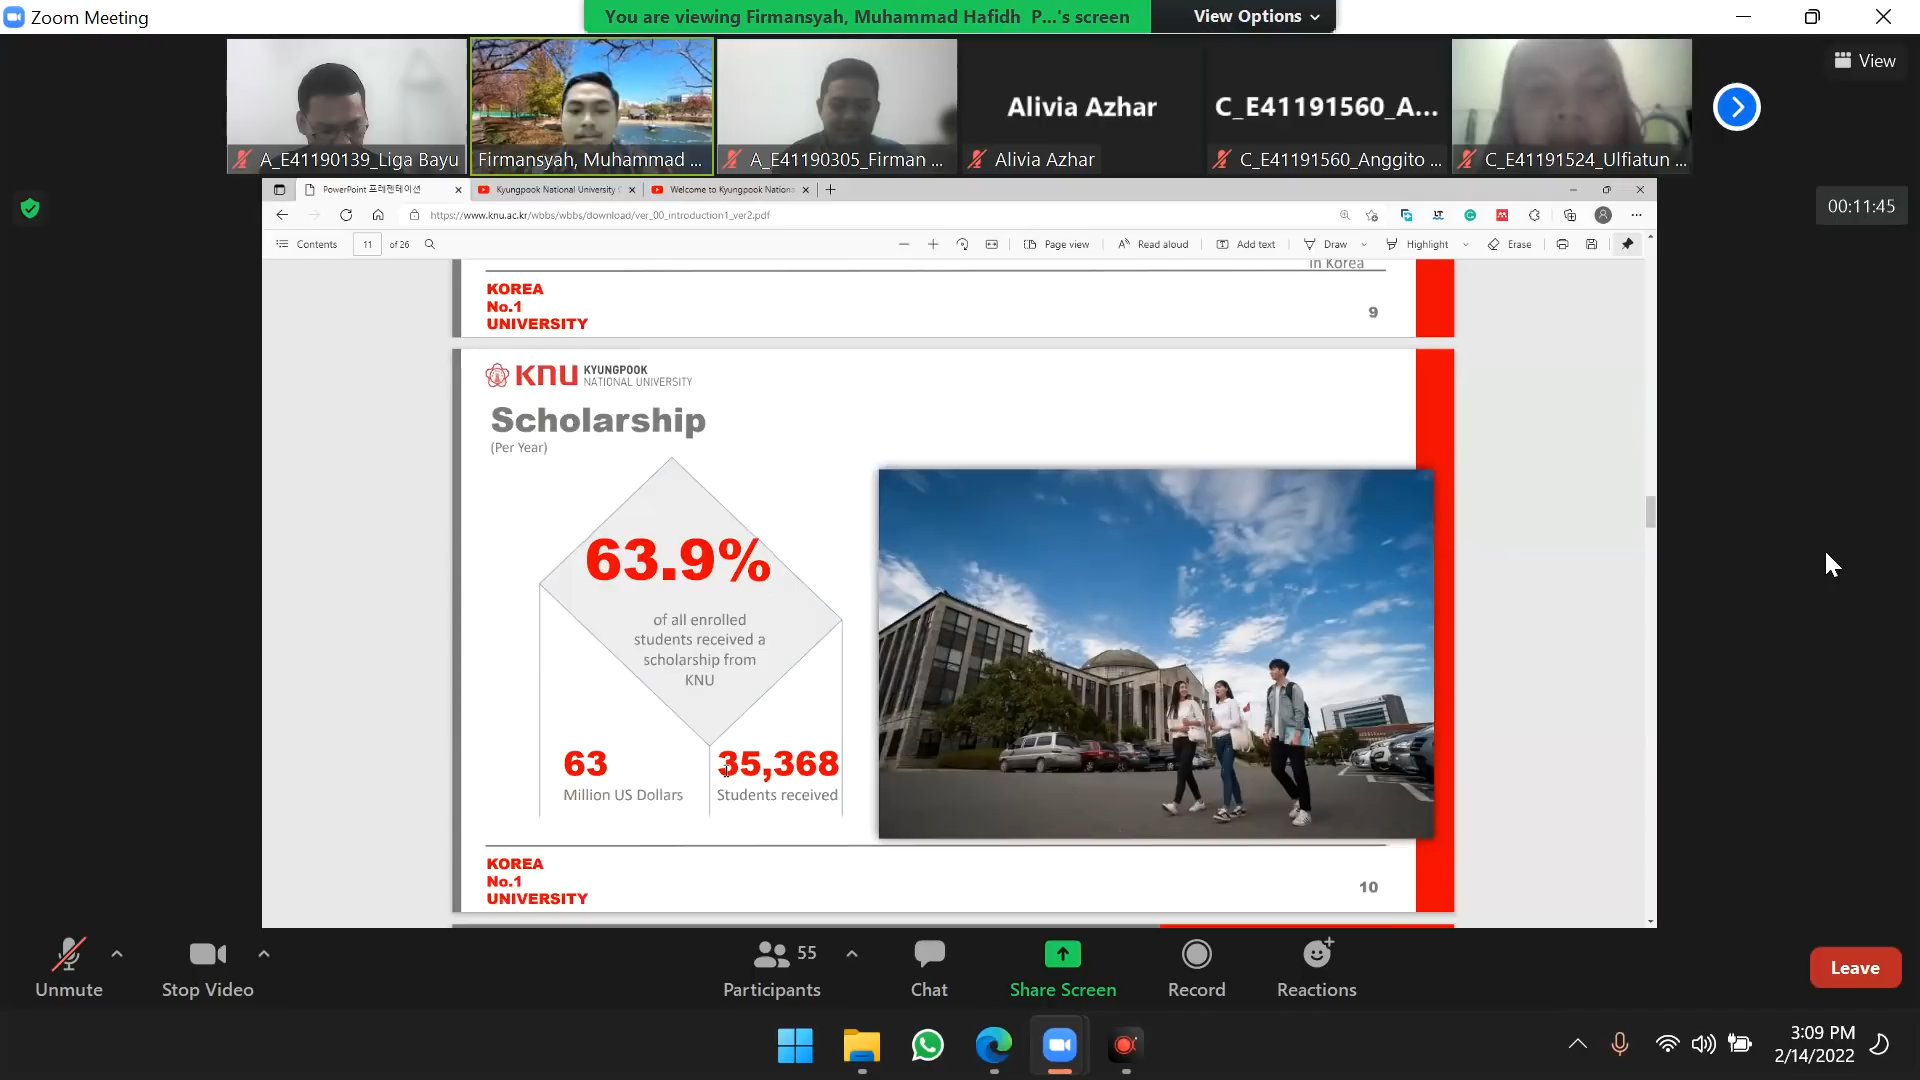 Zoom Meeting
You are viewing Firmansyah, Muhammad Hafidh P...'s screen
View Options
View
A_E41190139_Liga Bayu
Firmansyah, Muhammad ...
A_E41190305_Firman ...
Alivia Azhar
Alivia Azhar
C_E41191560_A...
C_E41191560_Anggito ...
C_E41191524_Ulfiatun ...
00:11:45
PowerPoint 프레젠테이션
Kyungpook National University
Welcome to Kyungpook Nationa
https://www.knu.ac.kr/wbbs/wbbs/download/ver_00_introduction1_ver2.pdf
Contents
11
of 26
Page view
Read aloud
Add text
Draw
Highlight
Erase
in Korea
KOREA
No.1
UNIVERSITY
9
KNU KYUNGPOOK
NATIONAL UNIVERSITY
Scholarship
(Per Year)
63.9%
of all enrolled
students received a
scholarship from
KNU
63
Million US Dollars
35,368
Students received
KOREA
No.1
UNIVERSITY
10
Unmute
Stop Video
55
Participants
Chat
Share Screen
Record
Reactions
Leave
3:09 PM
2/14/2022